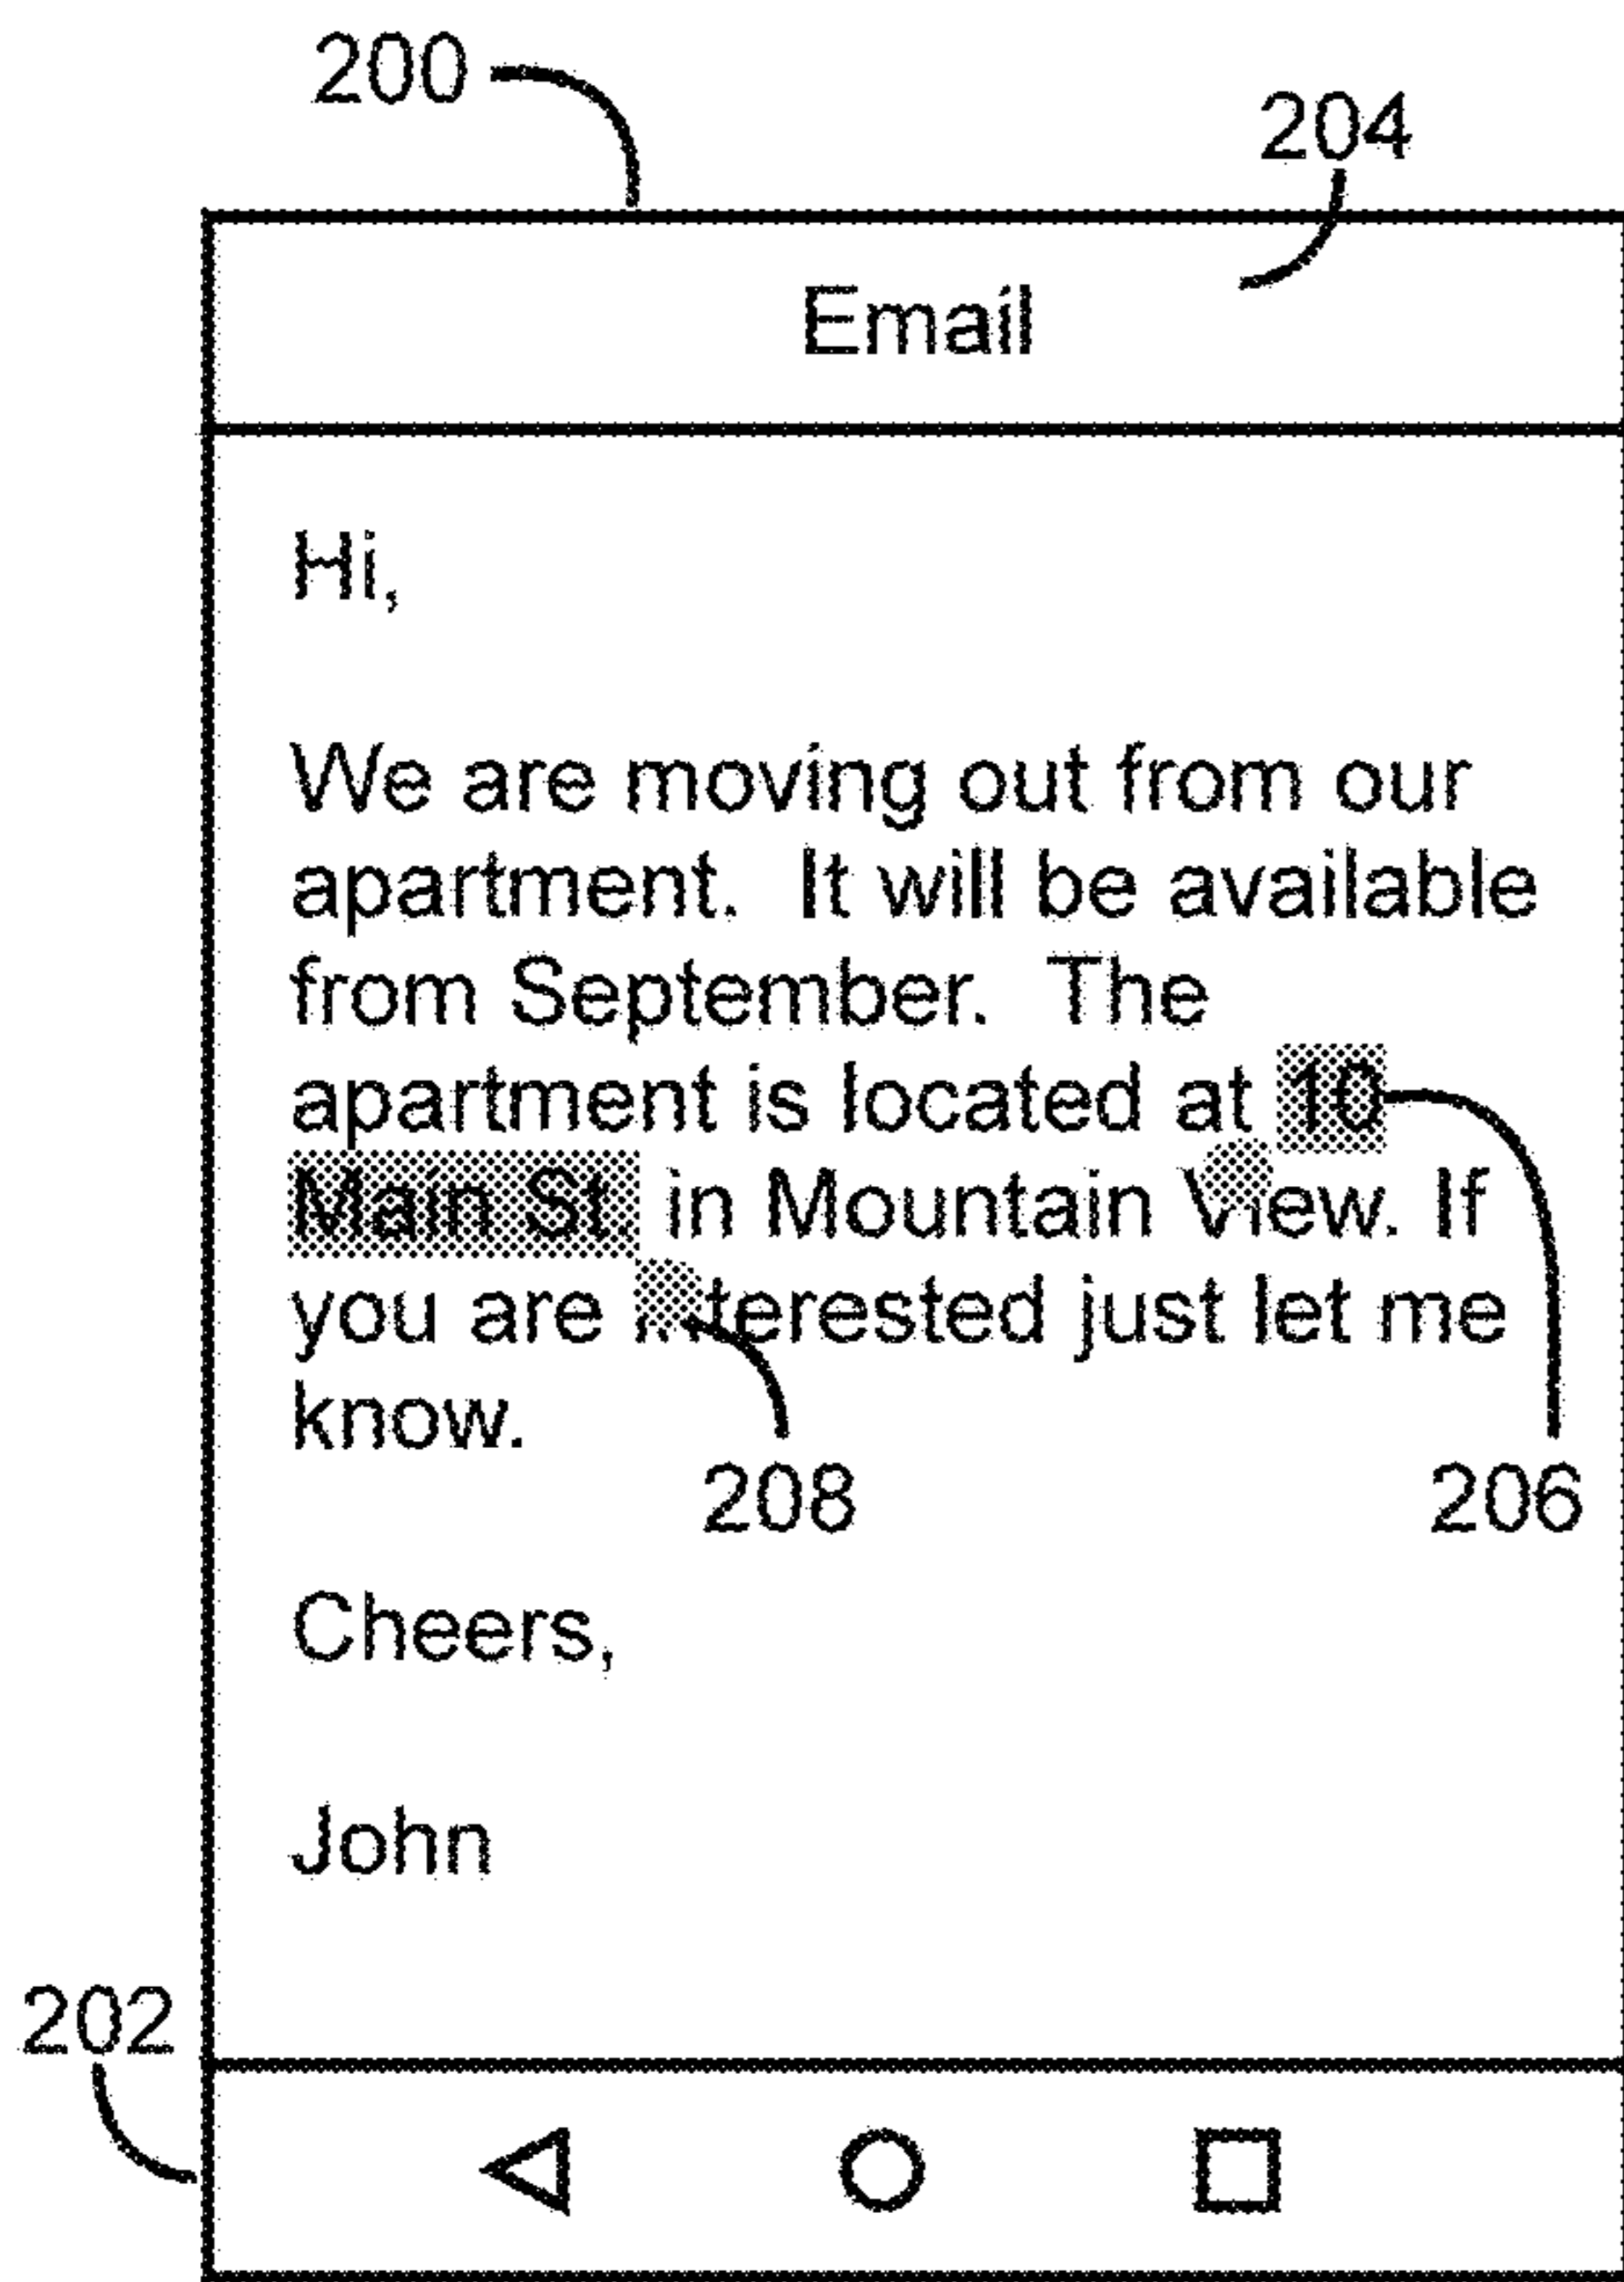 200
204
Email
Hi,
We are moving out from our
apartment. It will be available
from September. The
apartment is located at 10
Main St. in Mountain View. If
you are interested just let me
know.
208
206
Cheers,
John
202